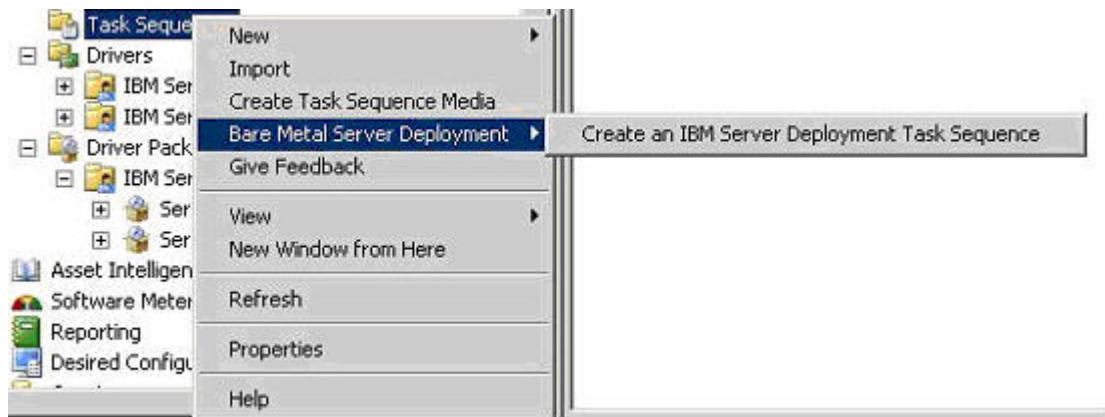 Task Seque
New
Drivers
Import
IBM Ser
Create Task Sequence Media
IBM Ser
Bare Metal Server Deployment
Create an IBM Server Deployment Task Sequence
Driver Pack
Give Feedback
IBM Ser
Ser
View
Ser
New Window from Here
Asset Intelligen
Software Meter
Refresh
Reporting
Properties
Desired Configu
Help